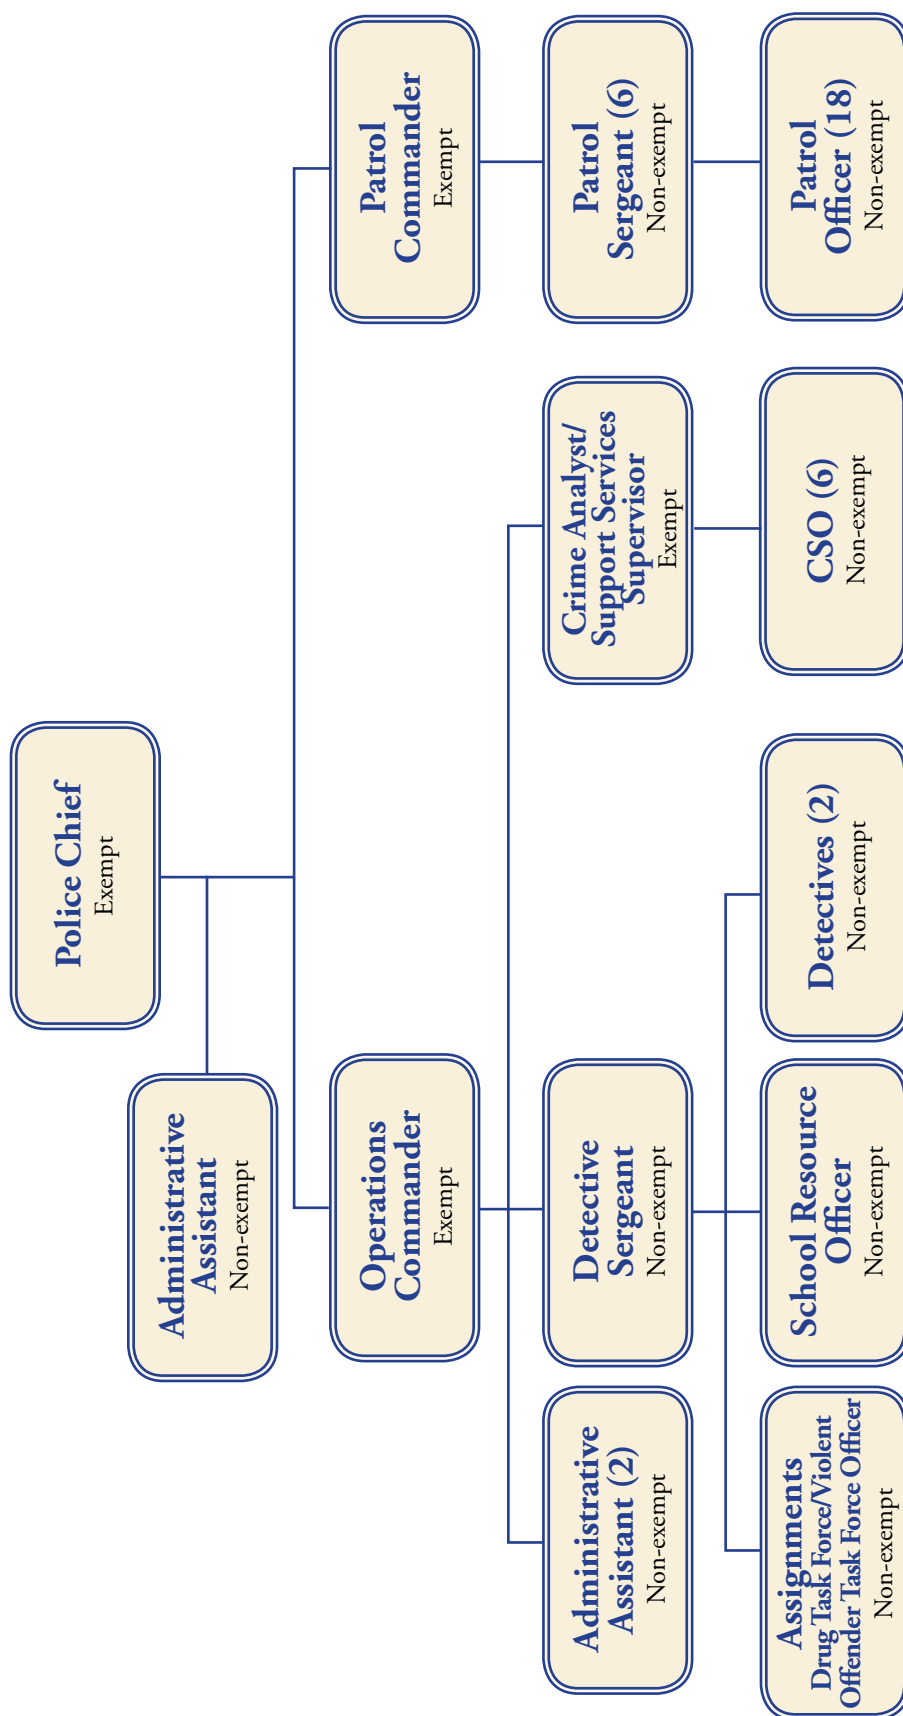 Police Chief
Exempt
Administrative
Assistant
Non-exempt
Operations
Commander
Exempt
Patrol
Commander
Exempt
Administrative
Assistant (2)
Non-exempt
Detective
Sergeant
Non-exempt
Crime Analyst/
Support Services
Supervisor
Exempt
Patrol
Sergeant (6)
Non-exempt
Assignments
Drug Task Force/Violent
Offender Task Force Officer
Non-exempt
School Resource
Officer
Non-exempt
Detectives (2)
Non-exempt
CSO (6)
Non-exempt
Patrol
Officer (18)
Non-exempt